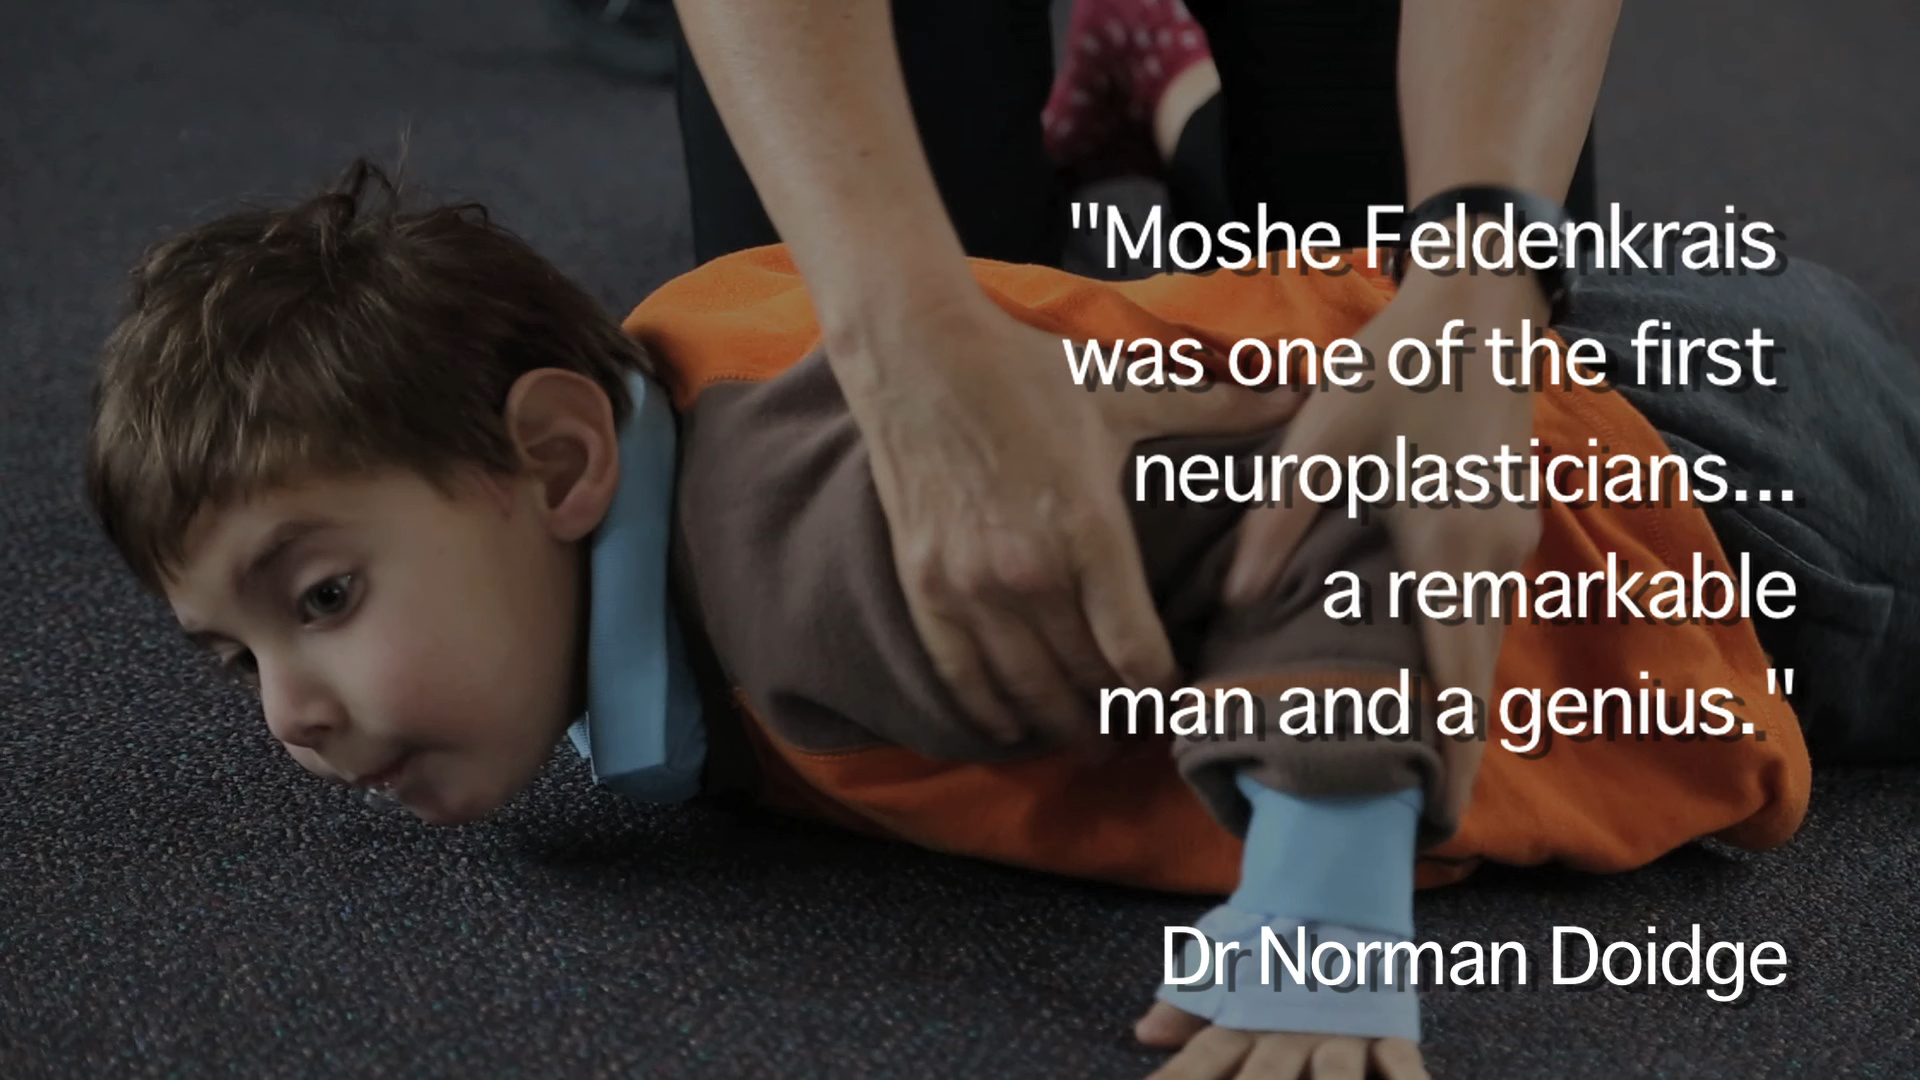 "Moshe Feldenkrais
was one of the first
neuroplasticians...
a remarkable
man and a genius."
Dr Norman Doidge